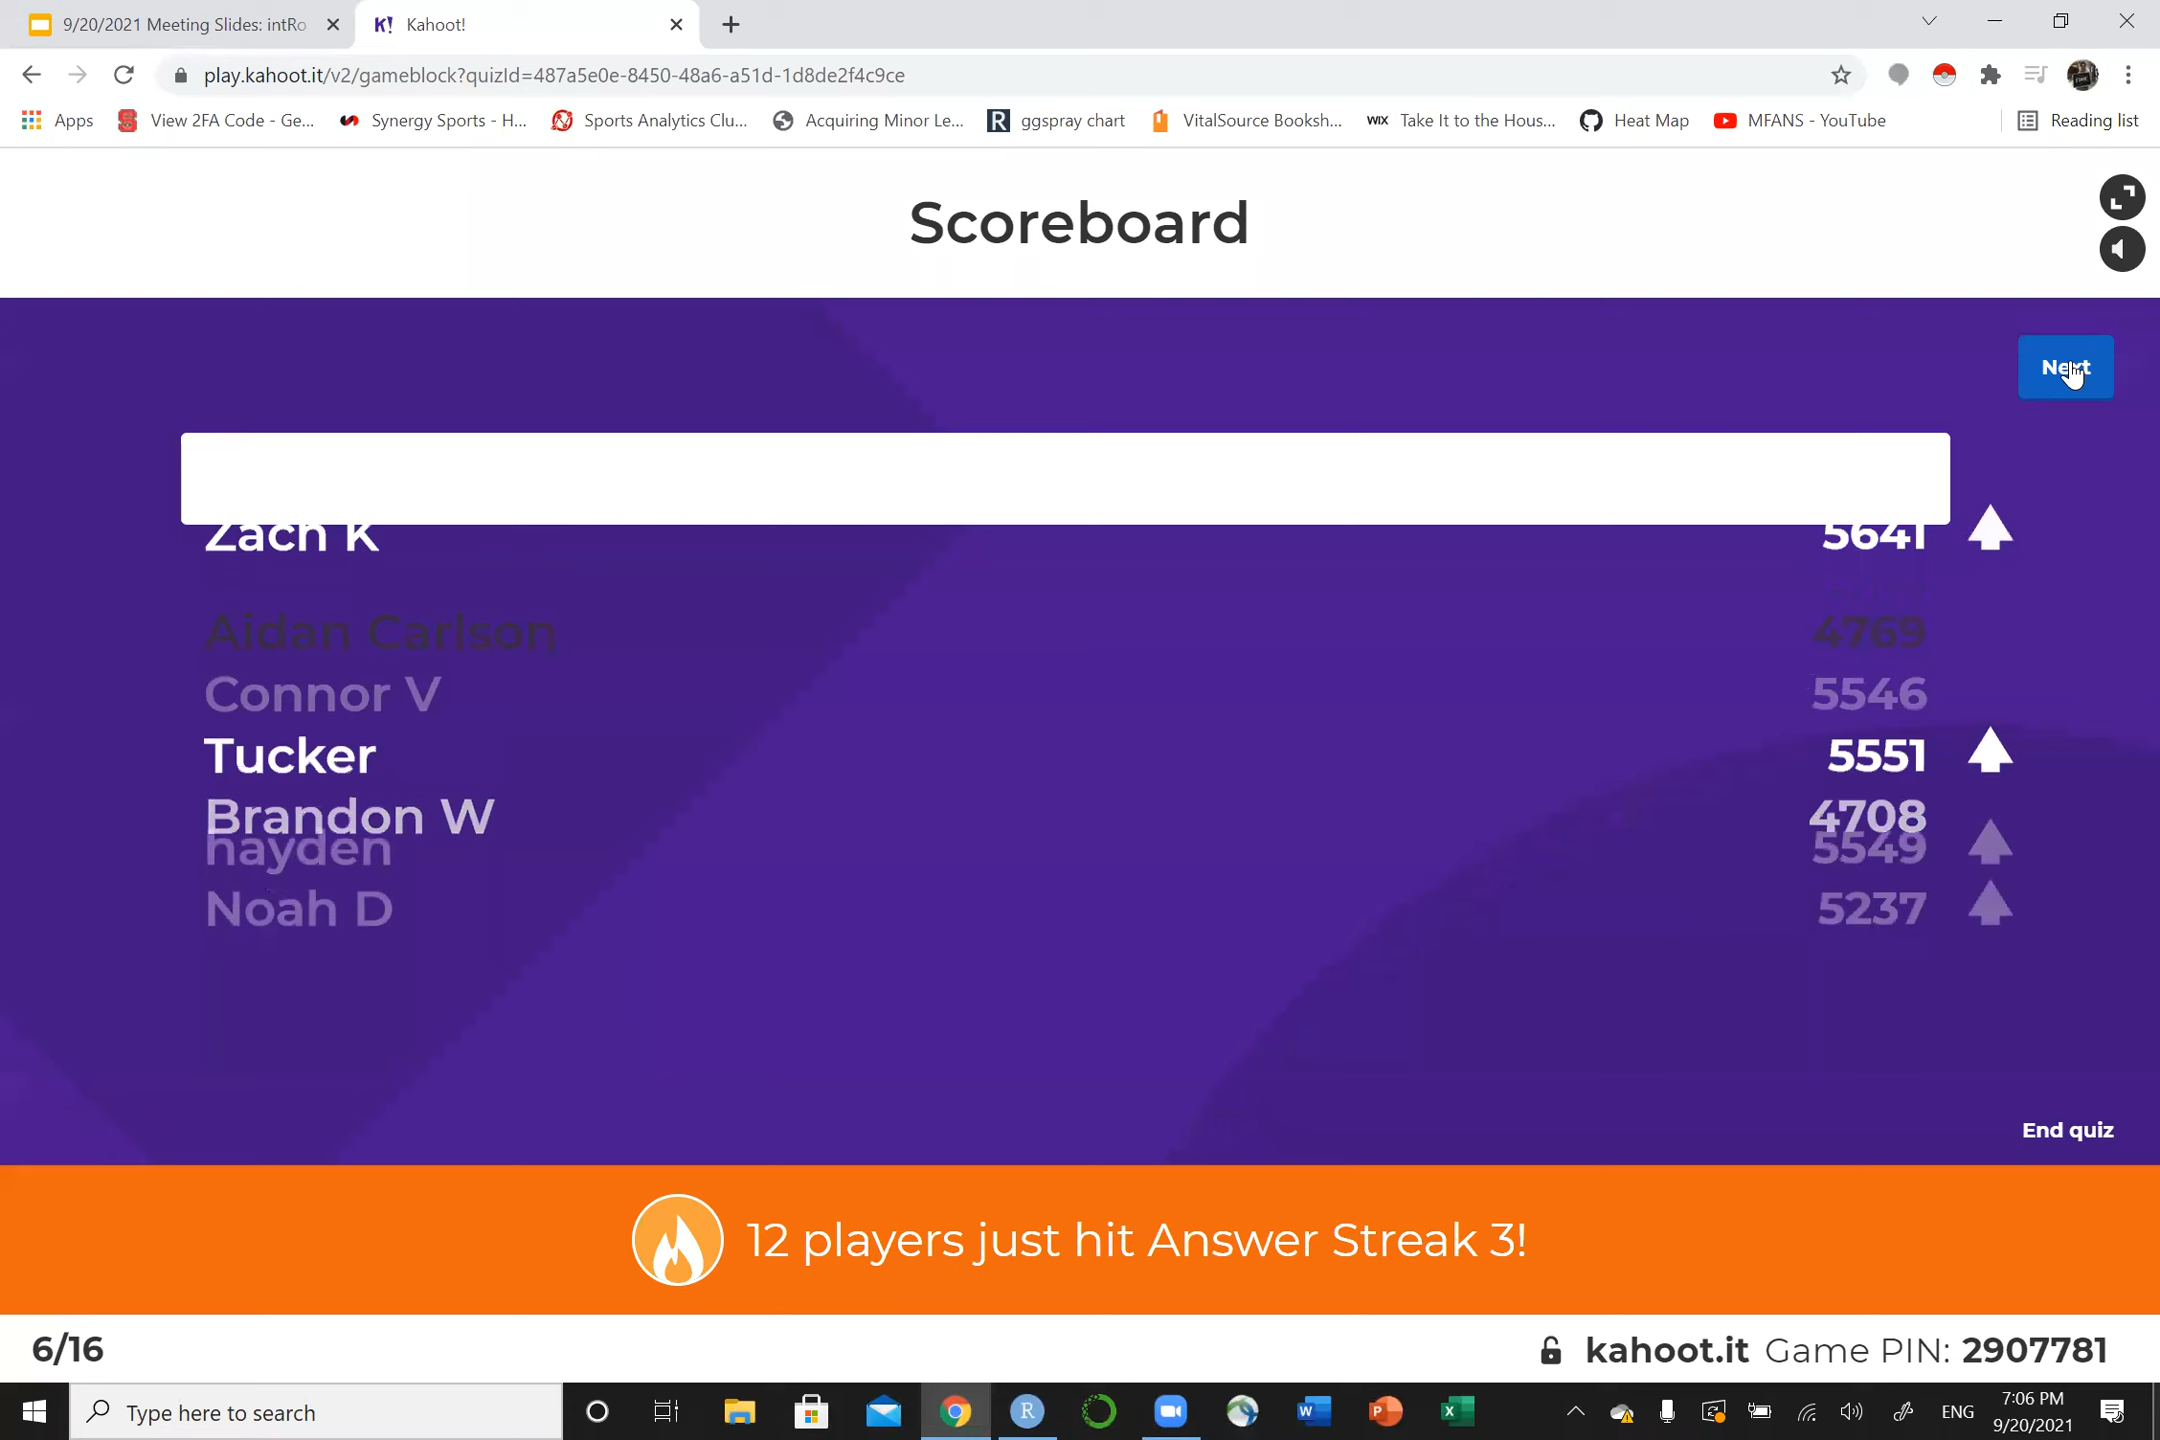 9/20/2021 Meeting Slides: intRo
K! Kahoot!
play.kahoot.it/v2/gameblock?quizId=487a5e0e-8450-48a6-a51d-1d8de2f4c9ce
Apps View 2FA Code - Ge... Synergy Sports - H... Sports Analytics Clu... Acquiring Minor Le... R ggspray chart VitalSource Booksh... WIX Take It to the Hous... Heat Map MFANS - YouTube Reading list
Scoreboard
Next
Zach K 5641
Aidan Carlson 4769
Connor V 5546
Tucker 5551
Brandon W 4708
hayden 5549
Noah D 5237
End quiz
12 players just hit Answer Streak 3!
6/16 kahoot.it Game PIN: 2907781
Type here to search
ENG
7:06 PM
9/20/2021